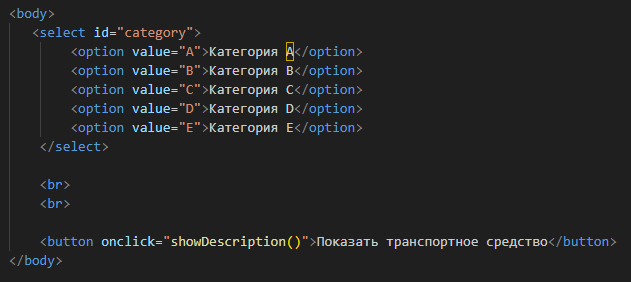 <body>
<select id="category">
<option value="A">Категория A</option>
<option value="B">Категория B</option>
<option value="C">Категория C</option>
<option value="D">Категория D</option>
<option value="E">Категория E</option>
</select>
<br>
<br>
<button onclick="showDescription()">Показать транспортное средство</button>
</body>